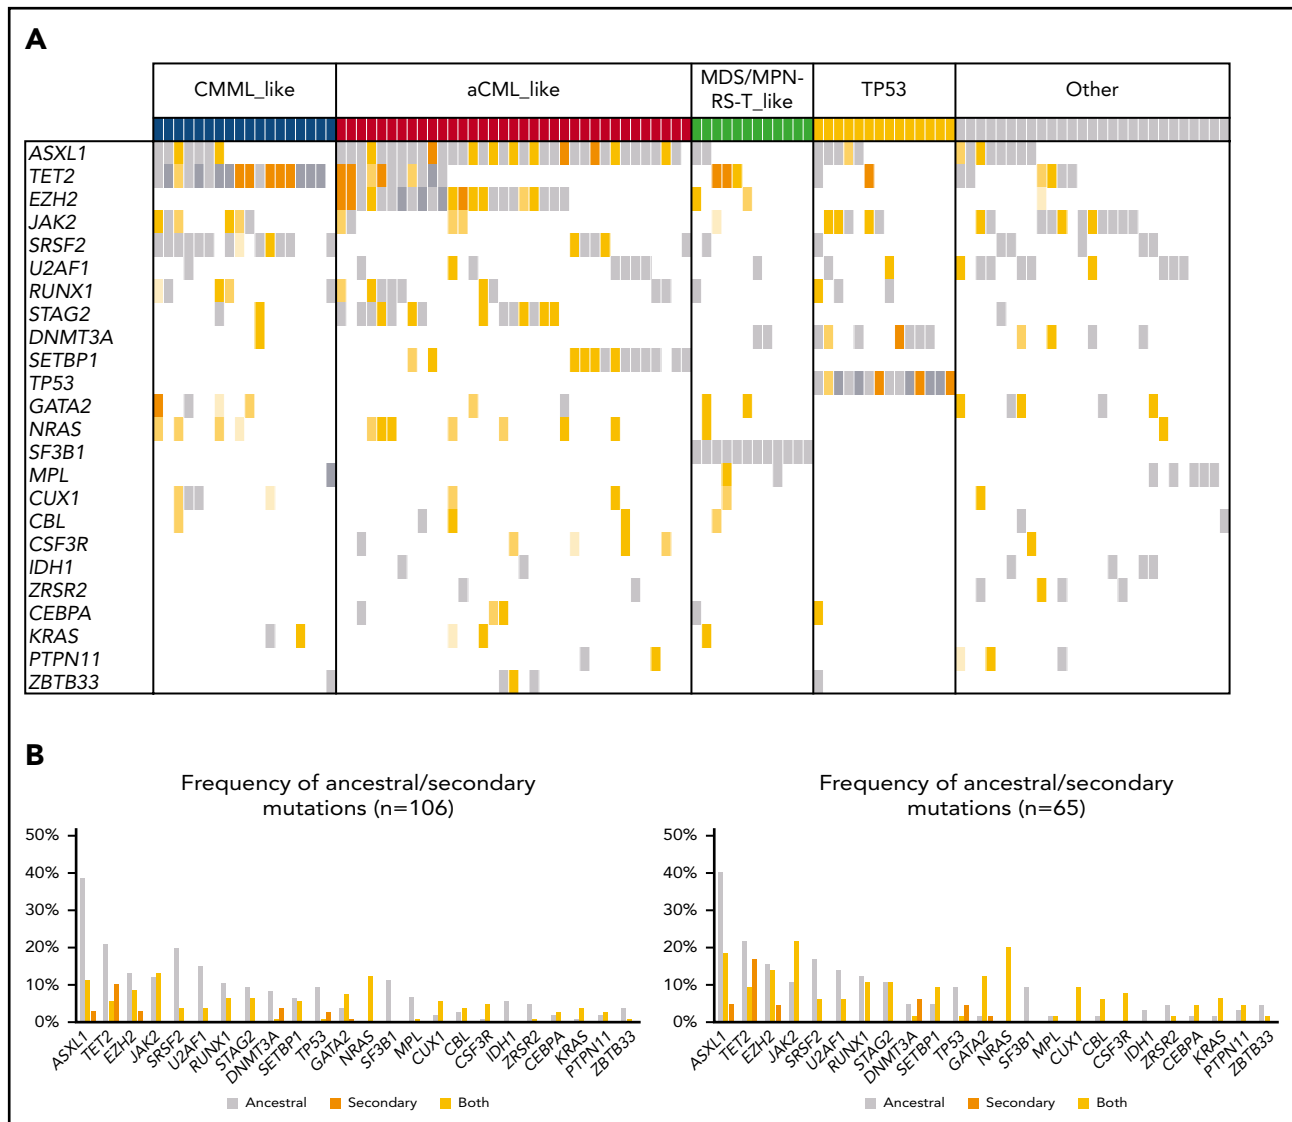 A
CMML_like
aCML_like
MDS/MPN-
RS-T_like
TP53
Other
ASXL1
TET2
EZH2
JAK2
SRSF2
U2AF1
RUNX1
STAG2
DNMT3A
SETBP1
TP53
GATA2
NRAS
SF3B1
MPL
CUX1
CBL
CSF3R
IDH1
ZRSR2
CEBPA
KRAS
PTPN11
ZBTB33
B
Frequency of ancestral/secondary
mutations (n=106)
50%
40%
30%
20%
10%
0%
ASXL1
TET2
EZH2
JAK2
SRSF2
U2AF1
RUNX1
STAG2
DNMT3A
SETBP1
TP53
GATA2
NRAS
SF3B1
MPL
CUX1
CBL
CSF3R
IDH1
ZRSR2
CEBPA
KRAS
PTPN11
ZBTB33
Ancestral Secondary Both
Frequency of ancestral/secondary
mutations (n=65)
50%
40%
30%
20%
10%
0%
ASXL1
TET2
EZH2
JAK2
SRSF2
U2AF1
RUNX1
STAG2
DNMT3A
SETBP1
TP53
GATA2
NRAS
SF3B1
MPL
CUX1
CBL
CSF3R
IDH1
ZRSR2
CEBPA
KRAS
PTPN11
ZBTB33
Ancestral Secondary Both